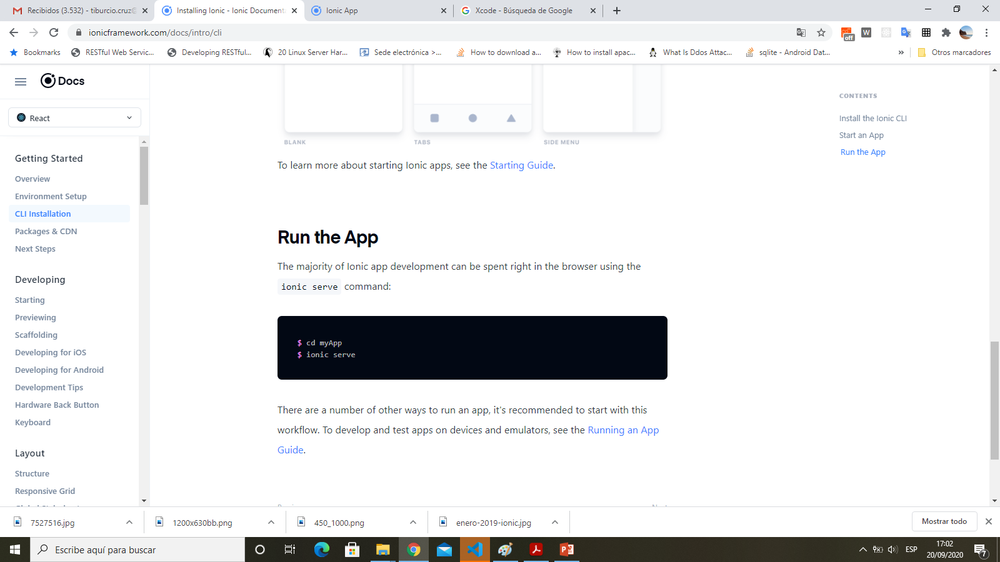 Recibidos (3.532) - tiburcio.cruz@
Installing Ionic - Ionic Documenta
Ionic App
Xcode - Búsqueda de Google
ionicframework.com/docs/intro/cli
off
W
Bookmarks
RESTful Web Servic...
Developing RESTful...
20 Linux Server Har...
Sede electrónica >...
How to download a...
How to install apac...
What Is Ddos Attac...
sqlite - Android Dat...
»
Otros marcadores
Docs
React
Getting Started
Overview
Environment Setup
CLI Installation
Packages & CDN
Next Steps
Developing
Starting
Previewing
Scaffolding
Developing for iOS
Developing for Android
Development Tips
Hardware Back Button
Keyboard
Layout
Structure
Responsive Grid
BLANK
TABS
SIDE MENU
To learn more about starting Ionic apps, see the Starting Guide.
Run the App
The majority of Ionic app development can be spent right in the browser using the
ionic serve command:
$ cd myApp
$ ionic serve
There are a number of other ways to run an app, it's recommended to start with this
workflow. To develop and test apps on devices and emulators, see the Running an App
Guide.
CONTENTS
Install the Ionic CLI
Start an App
Run the App
7527516.jpg
1200x630bb.png
450_1000.png
enero-2019-ionic.jpg
Mostrar todo
Escribe aquí para buscar
ESP
17:02
20/09/2020
7